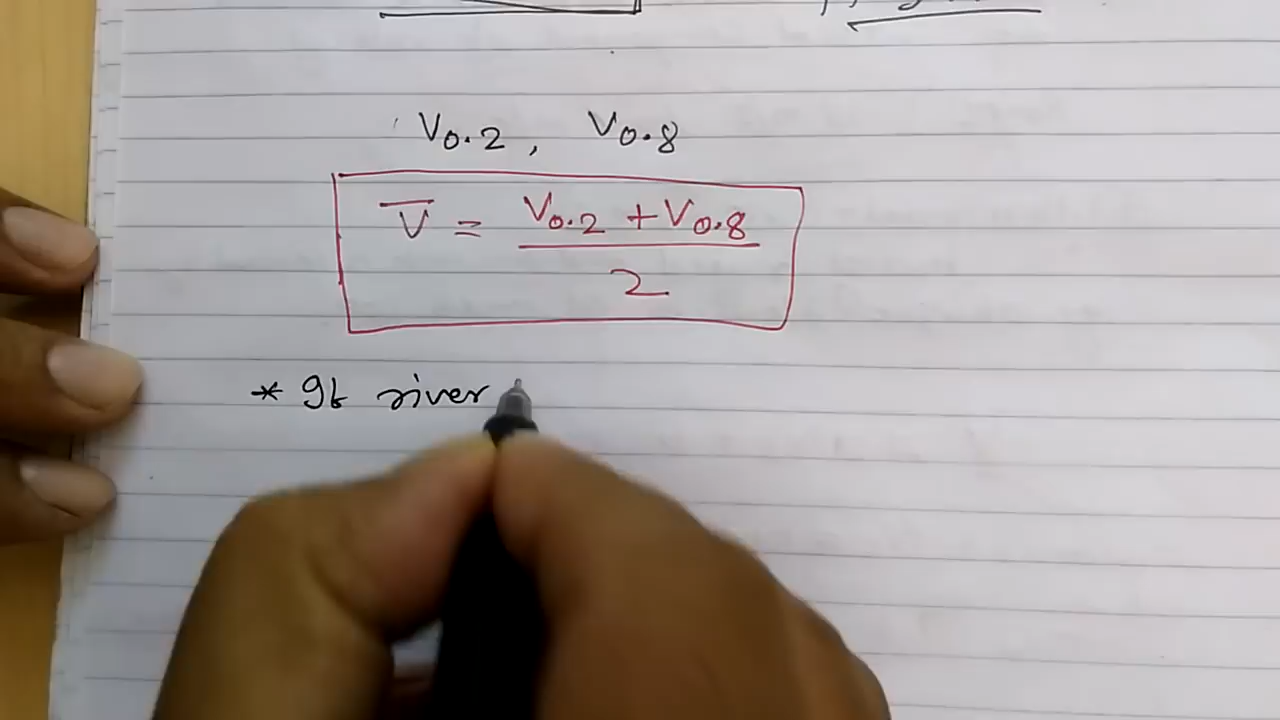 V0.2 , V0.8
V̅ = (V0.2 + V0.8) / 2
* If river